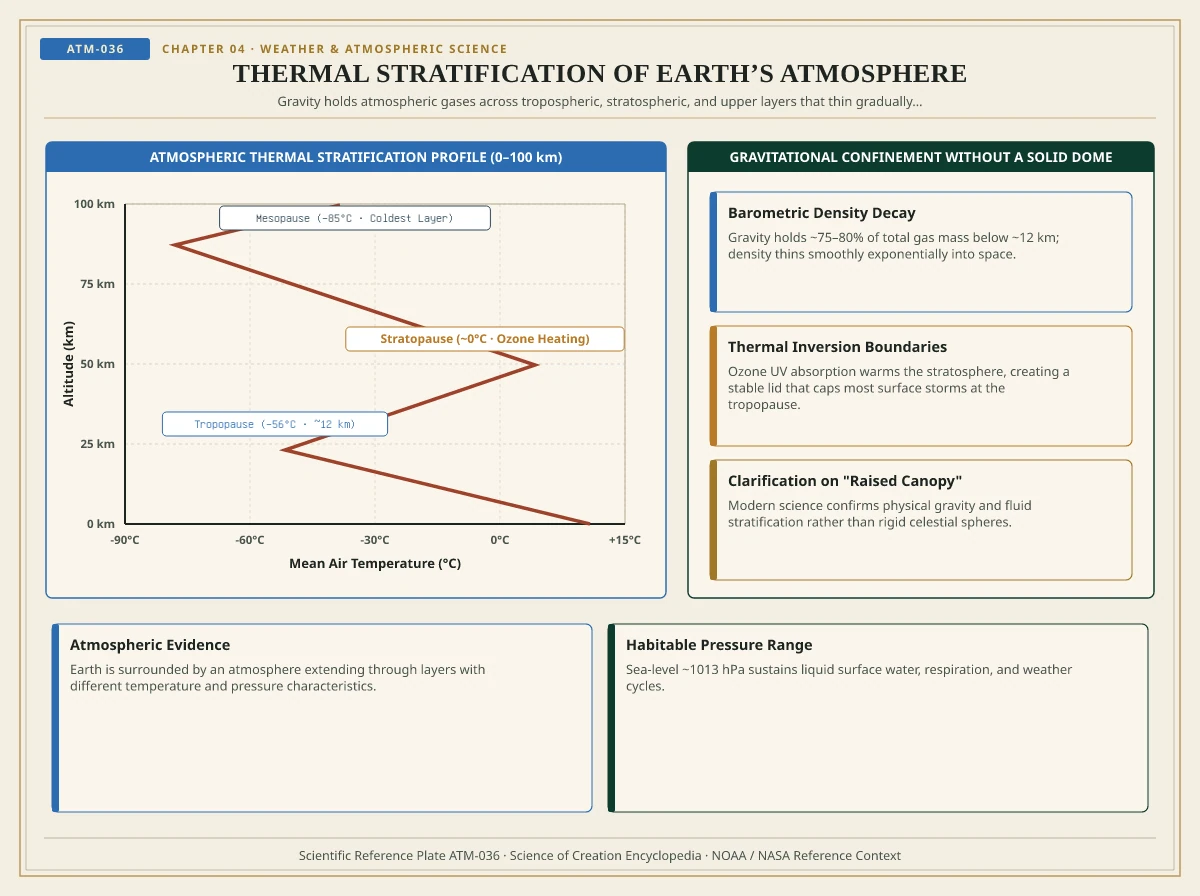 ATM-036
CHAPTER 04 · WEATHER & ATMOSPHERIC SCIENCE
THERMAL STRATIFICATION OF EARTH’S ATMOSPHERE
Gravity holds atmospheric gases across tropospheric, stratospheric, and upper layers that thin gradually…
ATMOSPHERIC THERMAL STRATIFICATION PROFILE (0–100 km)
100 km
Mesopause (−85°C · Coldest Layer)
75 km
Stratopause (~0°C · Ozone Heating)
50 km
Tropopause (−56°C · ~12 km)
25 km
0 km
Altitude (km)
-90°C
-60°C
-30°C
0°C
+15°C
Mean Air Temperature (°C)
GRAVITATIONAL CONFINEMENT WITHOUT A SOLID DOME
Barometric Density Decay
Gravity holds ~75–80% of total gas mass below ~12 km;
density thins smoothly exponentially into space.
Thermal Inversion Boundaries
Ozone UV absorption warms the stratosphere, creating a
stable lid that caps most surface storms at the
tropopause.
Clarification on "Raised Canopy"
Modern science confirms physical gravity and fluid
stratification rather than rigid celestial spheres.
Atmospheric Evidence
Earth is surrounded by an atmosphere extending through layers with
different temperature and pressure characteristics.
Habitable Pressure Range
Sea-level ~1013 hPa sustains liquid surface water, respiration, and weather
cycles.
Scientific Reference Plate ATM-036 · Science of Creation Encyclopedia · NOAA / NASA Reference Context